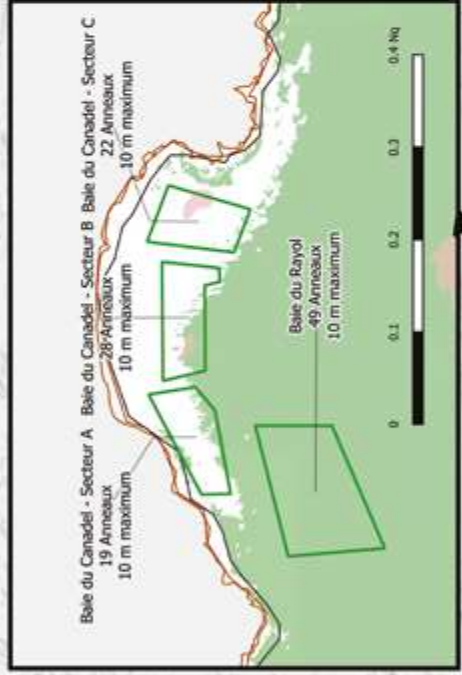 Baie du Canadel - Secteur A
19 Anneaux
10 m maximum
Baie du Canadel - Secteur B
28 Anneaux
10 m maximum
Baie du Canadel - Secteur C
22 Anneaux
10 m maximum
Baie du Rayol
49 Anneaux
10 m maximum
0 0.1 0.2 0.3 0.4 Nq